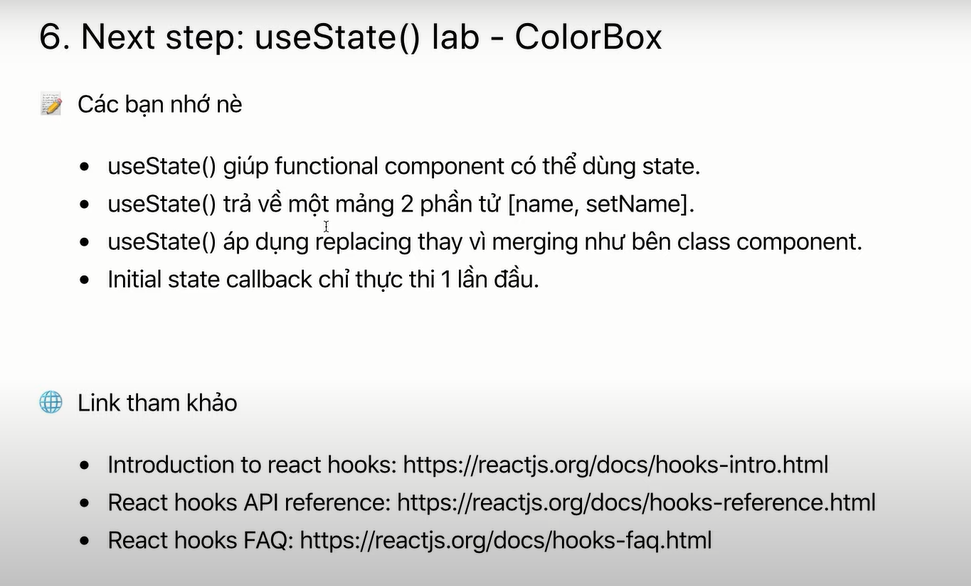 6. Next step: useState() lab - ColorBox
Các bạn nhớ nè
useState() giúp functional component có thể dùng state.
useState() trả về một mảng 2 phần tử [name, setName].
useState() áp dụng replacing thay vì merging như bên class component.
Initial state callback chỉ thực thi 1 lần đầu.
Link tham khảo
Introduction to react hooks: https://reactjs.org/docs/hooks-intro.html
React hooks API reference: https://reactjs.org/docs/hooks-reference.html
React hooks FAQ: https://reactjs.org/docs/hooks-faq.html